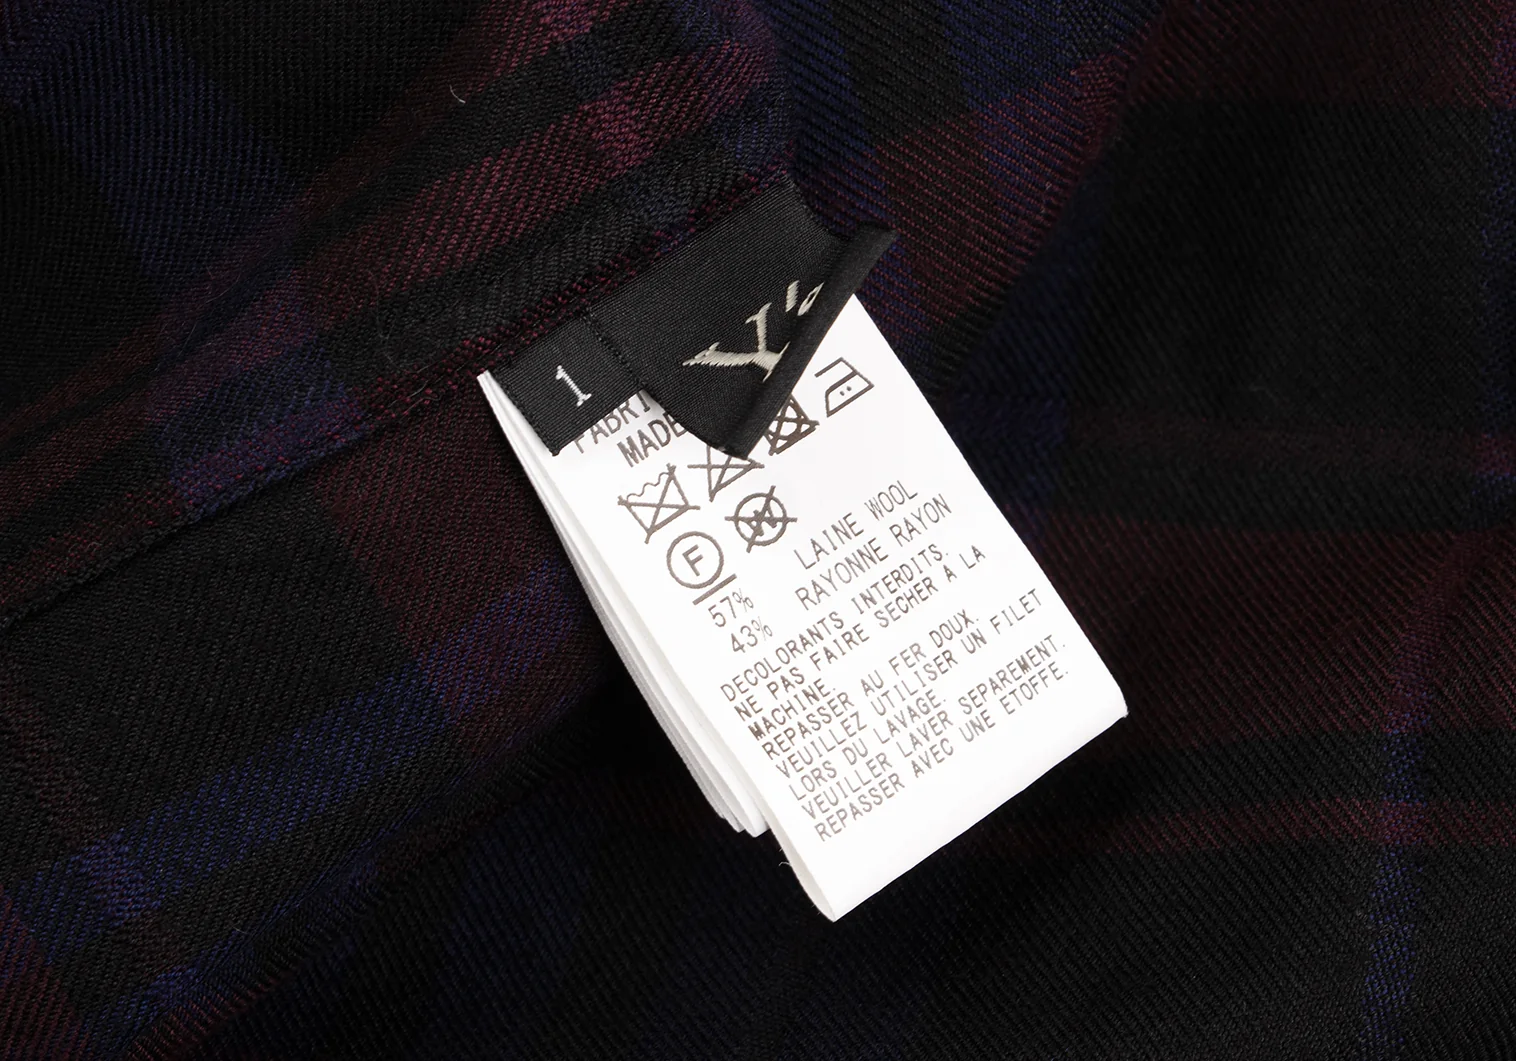 Y's
1
FABRI
MADE
F
W
57% LAINE WOOL
43% RAYONNE RAYON
DECOLORANTS INTERDITS.
NE PAS FAIRE SECHER A LA
MACHINE.
REPASSER AU FER DOUX.
VEUILLEZ UTILISER UN FILET
LORS DU LAVAGE.
VEUILLER LAVER SEPAREMENT.
REPASSER AVEC UNE ETOFFE.